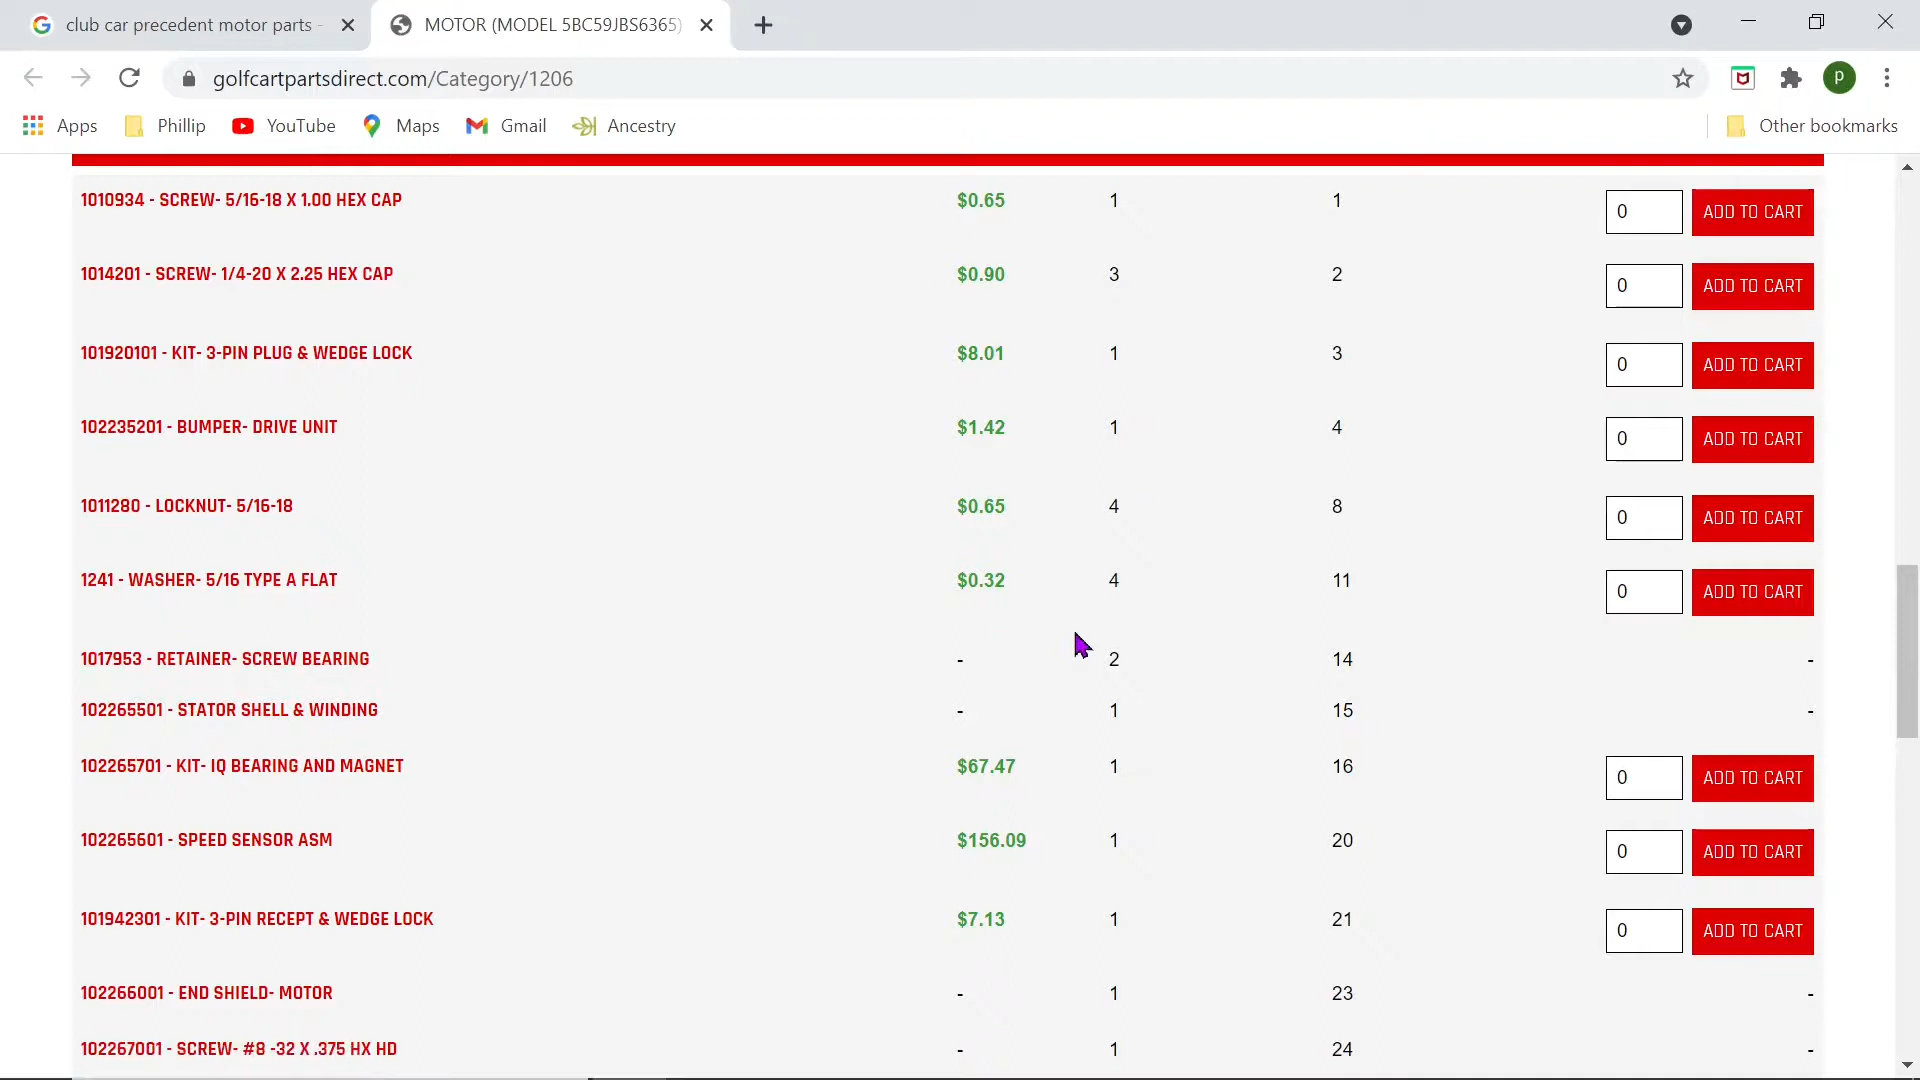 club car precedent motor parts -
MOTOR (MODEL 5BC59JBS6365)
golfcartpartsdirect.com/Category/1206
p
Apps Phillip YouTube Maps Gmail Ancestry Other bookmarks
1010934 - SCREW- 5/16-18 X 1.00 HEX CAP $0.65 1 1 0 ADD TO CART
1014201 - SCREW- 1/4-20 X 2.25 HEX CAP $0.90 3 2 0 ADD TO CART
101920101 - KIT- 3-PIN PLUG & WEDGE LOCK $8.01 1 3 0 ADD TO CART
102235201 - BUMPER- DRIVE UNIT $1.42 1 4 0 ADD TO CART
1011280 - LOCKNUT- 5/16-18 $0.65 4 8 0 ADD TO CART
1241 - WASHER- 5/16 TYPE A FLAT $0.32 4 11 0 ADD TO CART
1017953 - RETAINER- SCREW BEARING - 2 14 -
102265501 - STATOR SHELL & WINDING - 1 15 -
102265701 - KIT- IQ BEARING AND MAGNET $67.47 1 16 0 ADD TO CART
102265601 - SPEED SENSOR ASM $156.09 1 20 0 ADD TO CART
101942301 - KIT- 3-PIN RECEPT & WEDGE LOCK $7.13 1 21 0 ADD TO CART
102266001 - END SHIELD- MOTOR - 1 23 -
102267001 - SCREW- #8 -32 X .375 HX HD - 1 24 -